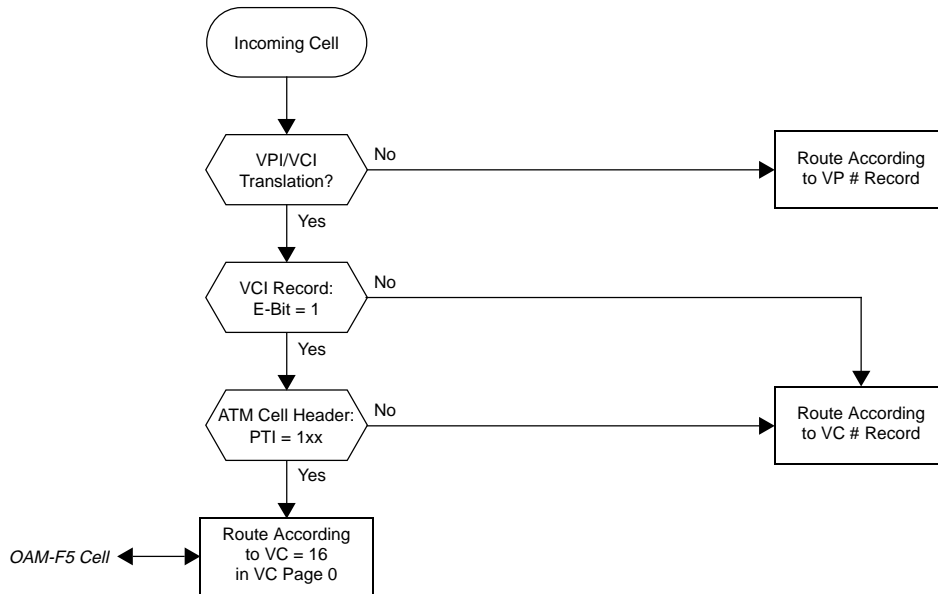 Incoming Cell
VPI/VCI
Translation?
No
Route According
to VP # Record
Yes
VCI Record:
E-Bit = 1
No
Yes
ATM Cell Header:
PTI = 1xx
No
Route According
to VC # Record
Yes
Route According
to VC = 16
in VC Page 0
OAM-F5 Cell